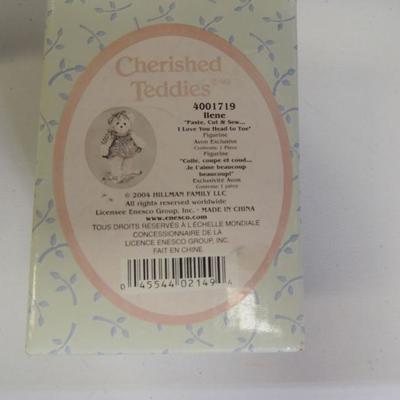 Cherished
Teddies
4001719
Ilene
"Paste, Cut & Sew...
I Love You Head to Toe"
Figurine
Avon Exclusive
Contents: 1 Piece
Figurine
"Colle, coupe et coud...
Je t'aime beaucoup
beaucoup!"
Exclusivité Avon
Contient: 1 pièce
© 2004 HILLMAN FAMILY LLC
All rights reserved worldwide
Licensee Enesco Group, Inc. • MADE IN CHINA
www.enesco.com
TOUS DROITS RESERVÉS À L'ÉCHELLE MONDIALE
CONCESSIONNAIRE DE LA
LICENCE ENESCO GROUP, INC.
FAIT EN CHINE
0 45544 02149 4